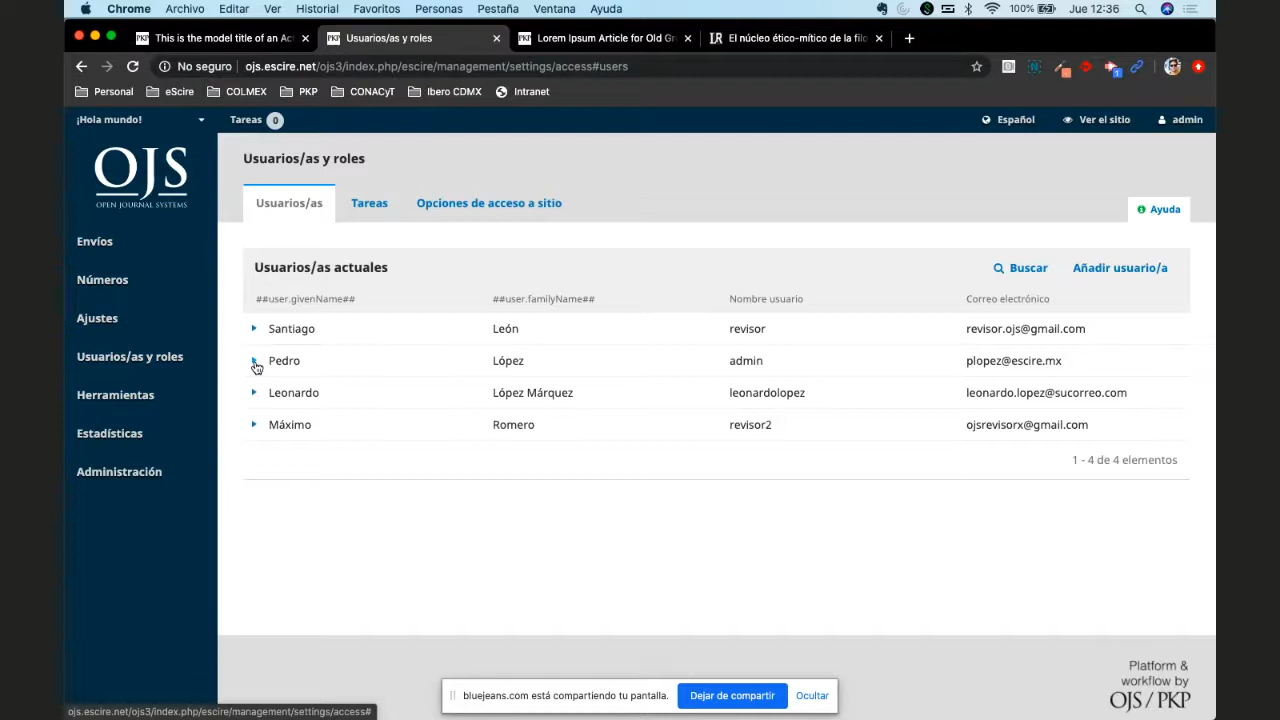 Chrome Archivo Editar Ver Historial Favoritos Personas Pestaña Ventana Ayuda 100% Jue 12:36
This is the model title of an Ac Usuarios/as y roles Lorem Ipsum Article for Old Gr El núcleo ético-mítico de la filo
No seguro ojs.escire.net/ojs3/index.php/escire/management/settings/access#users
Personal eScire COLMEX PKP CONACyT Ibero CDMX Intranet
¡Hola mundo! Tareas 0 Español Ver el sitio admin
OJS
OPEN JOURNAL SYSTEMS
Envíos
Números
Ajustes
Usuarios/as y roles
Herramientas
Estadísticas
Administración
Usuarios/as y roles
Usuarios/as Tareas Opciones de acceso a sitio
Ayuda
Usuarios/as actuales Buscar Añadir usuario/a
##user.givenName## ##user.familyName## Nombre usuario Correo electrónico
Santiago León revisor revisor.ojs@gmail.com
Pedro López admin plopez@escire.mx
Leonardo López Márquez leonardolopez leonardo.lopez@sucorreo.com
Máximo Romero revisor2 ojsrevisorx@gmail.com
1 - 4 de 4 elementos
Platform &
workflow by
OJS / PKP
bluejeans.com está compartiendo tu pantalla. Dejar de compartir Ocultar
ojs.escire.net/ojs3/index.php/escire/management/settings/access#